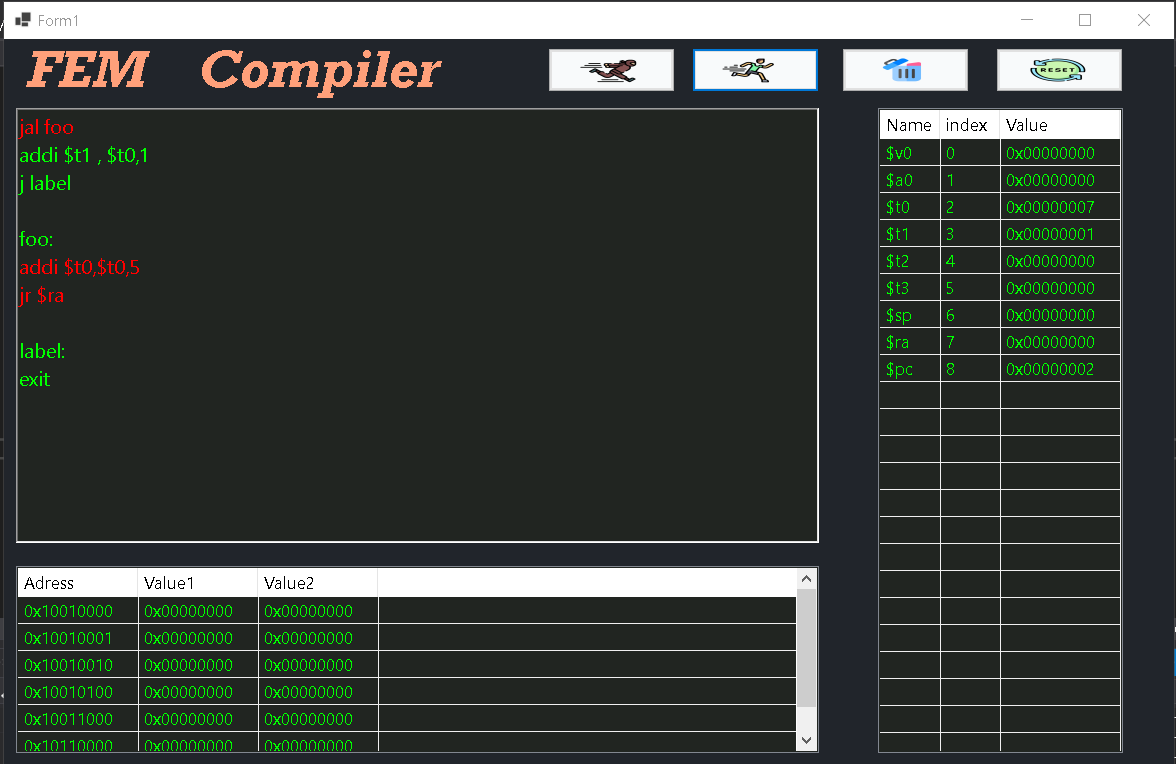 Form1
FEM Compiler
RESET
jal foo
addi $t1 , $t0,1
j label
foo:
addi $t0,$t0,5
jr $ra
label:
exit
Name index Value
$v0 0 0x00000000
$a0 1 0x00000000
$t0 2 0x00000007
$t1 3 0x00000001
$t2 4 0x00000000
$t3 5 0x00000000
$sp 6 0x00000000
$ra 7 0x00000000
$pc 8 0x00000002
Adress Value1 Value2
0x10010000 0x00000000 0x00000000
0x10010001 0x00000000 0x00000000
0x10010010 0x00000000 0x00000000
0x10010100 0x00000000 0x00000000
0x10011000 0x00000000 0x00000000
0x10110000 0x00000000 0x00000000